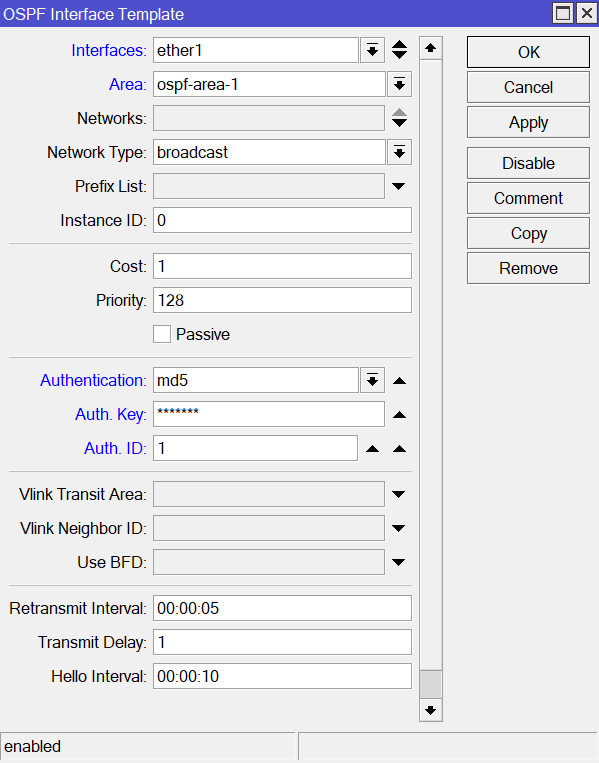 OSPF Interface Template
Interfaces: ether1
Area: ospf-area-1
Networks:
Network Type: broadcast
Prefix List:
Instance ID: 0
Cost: 1
Priority: 128
Passive
Authentication: md5
Auth. Key: *******
Auth. ID: 1
Vlink Transit Area:
Vlink Neighbor ID:
Use BFD:
Retransmit Interval: 00:00:05
Transmit Delay: 1
Hello Interval: 00:00:10
OK
Cancel
Apply
Disable
Comment
Copy
Remove
enabled